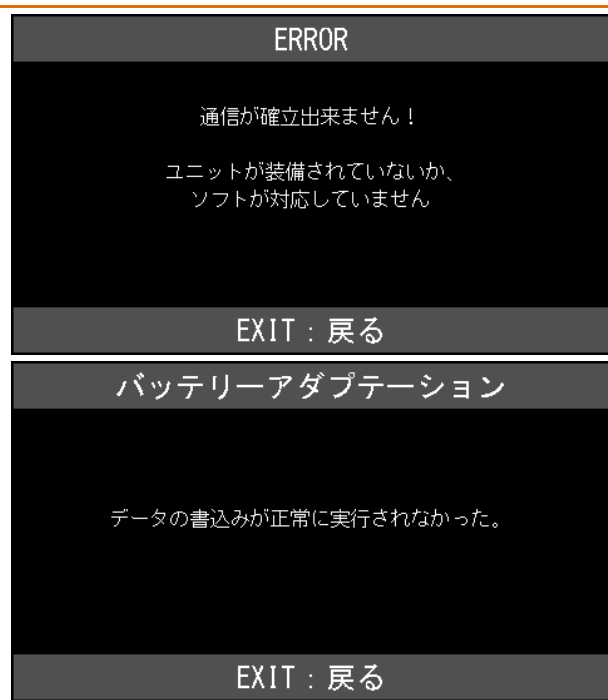 ERROR
通信が確立出来ません！
ユニットが装備されていないか、
ソフトが対応していません
EXIT：戻る
バッテリーアダプテーション
データの書込みが正常に実行されなかった。
EXIT：戻る